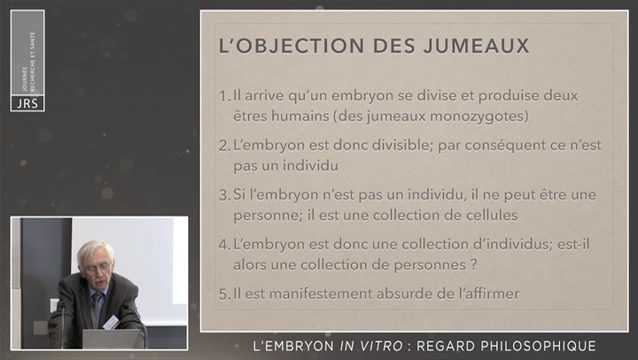 JOURNÉE
RECHERCHE ET SANTÉ
JRS
L'OBJECTION DES JUMEAUX
1. Il arrive qu'un embryon se divise et produise deux
êtres humains (des jumeaux monozygotes)
2. L'embryon est donc divisible; par conséquent ce n'est
pas un individu
3. Si l'embryon n'est pas un individu, il ne peut être une
personne; il est une collection de cellules
4. L'embryon est donc une collection d'individus; est-il
alors une collection de personnes ?
5. Il est manifestement absurde de l'affirmer
L'EMBRYON IN VITRO : REGARD PHILOSOPHIQUE